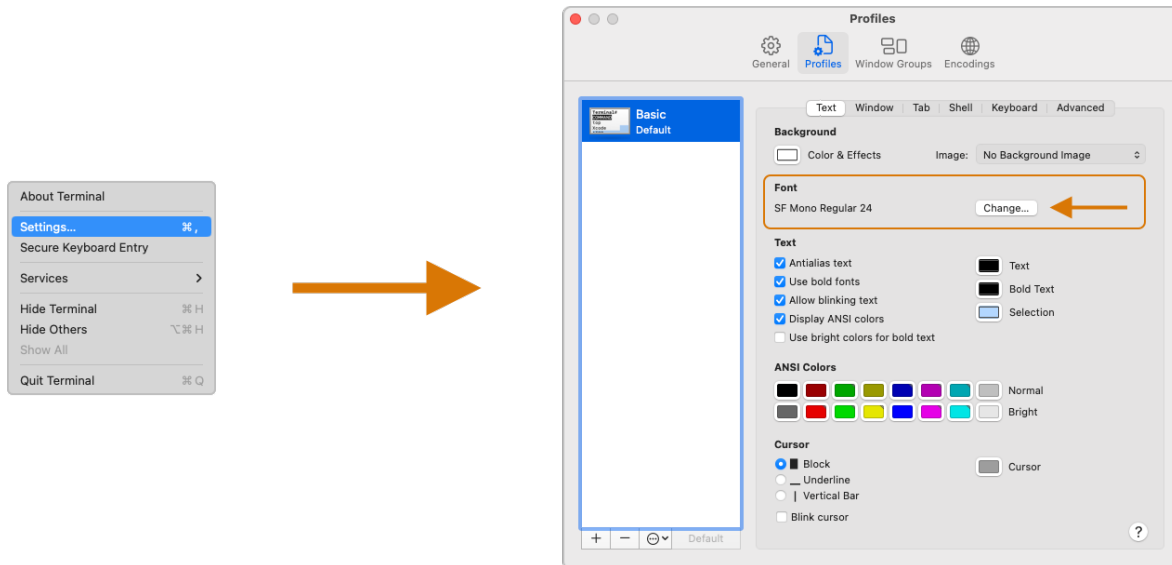 About Terminal
Settings... ⌘ ,
Secure Keyboard Entry
Services
Hide Terminal ⌘ H
Hide Others ⌥ ⌘ H
Show All
Quit Terminal ⌘ Q
Profiles
General Profiles Window Groups Encodings
Basic
Default
Text Window Tab Shell Keyboard Advanced
Background
Color & Effects Image: No Background Image
Font
SF Mono Regular 24 Change...
Text
Antialias text Text
Use bold fonts
Bold Text
Allow blinking text
Selection
Display ANSI colors
Use bright colors for bold text
ANSI Colors
Normal
Bright
Cursor
Block Cursor
Underline
Vertical Bar
Blink cursor
+ − Default ?